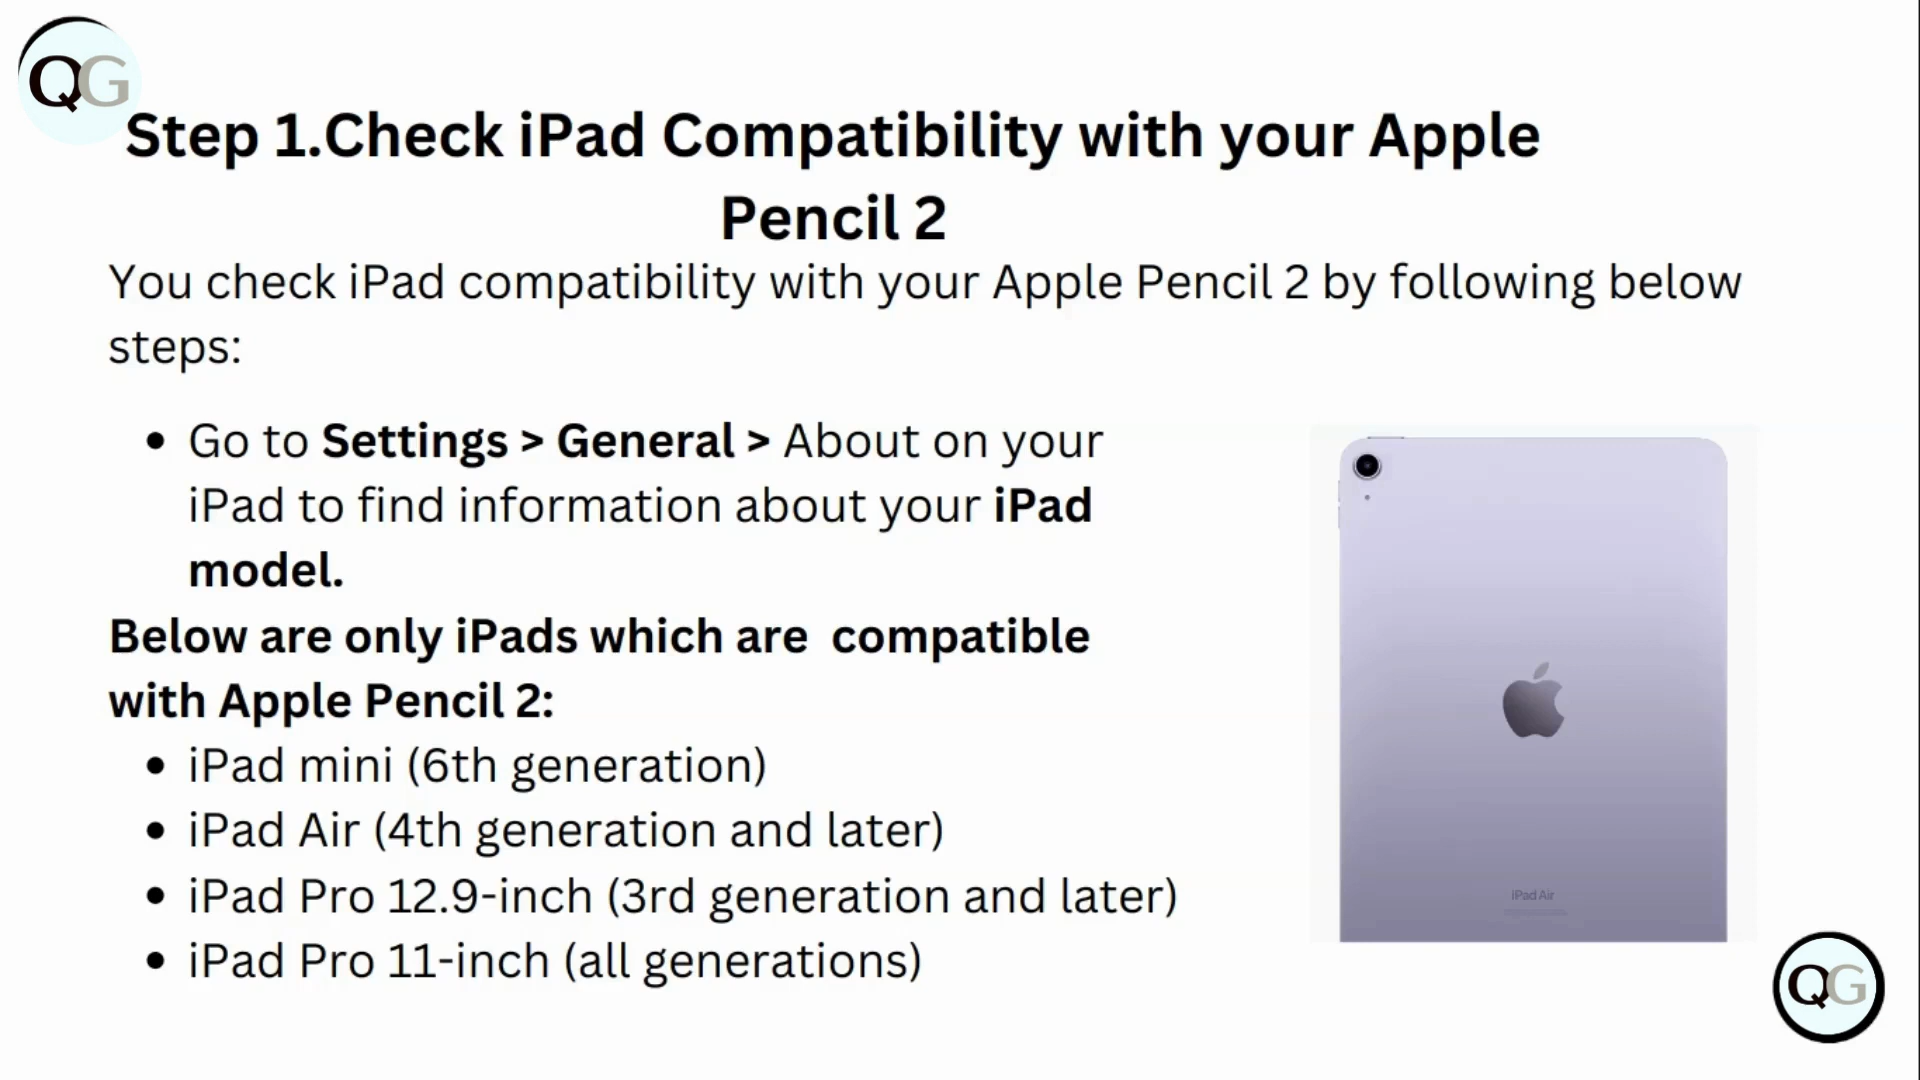 QG
Step 1.Check iPad Compatibility with your Apple
Pencil 2
You check iPad compatibility with your Apple Pencil 2 by following below
steps:
• Go to Settings > General > About on your
iPad to find information about your iPad
model.
Below are only iPads which are  compatible
with Apple Pencil 2:
• iPad mini (6th generation)
• iPad Air (4th generation and later)
• iPad Pro 12.9-inch (3rd generation and later)
• iPad Pro 11-inch (all generations)
iPad Air
QG